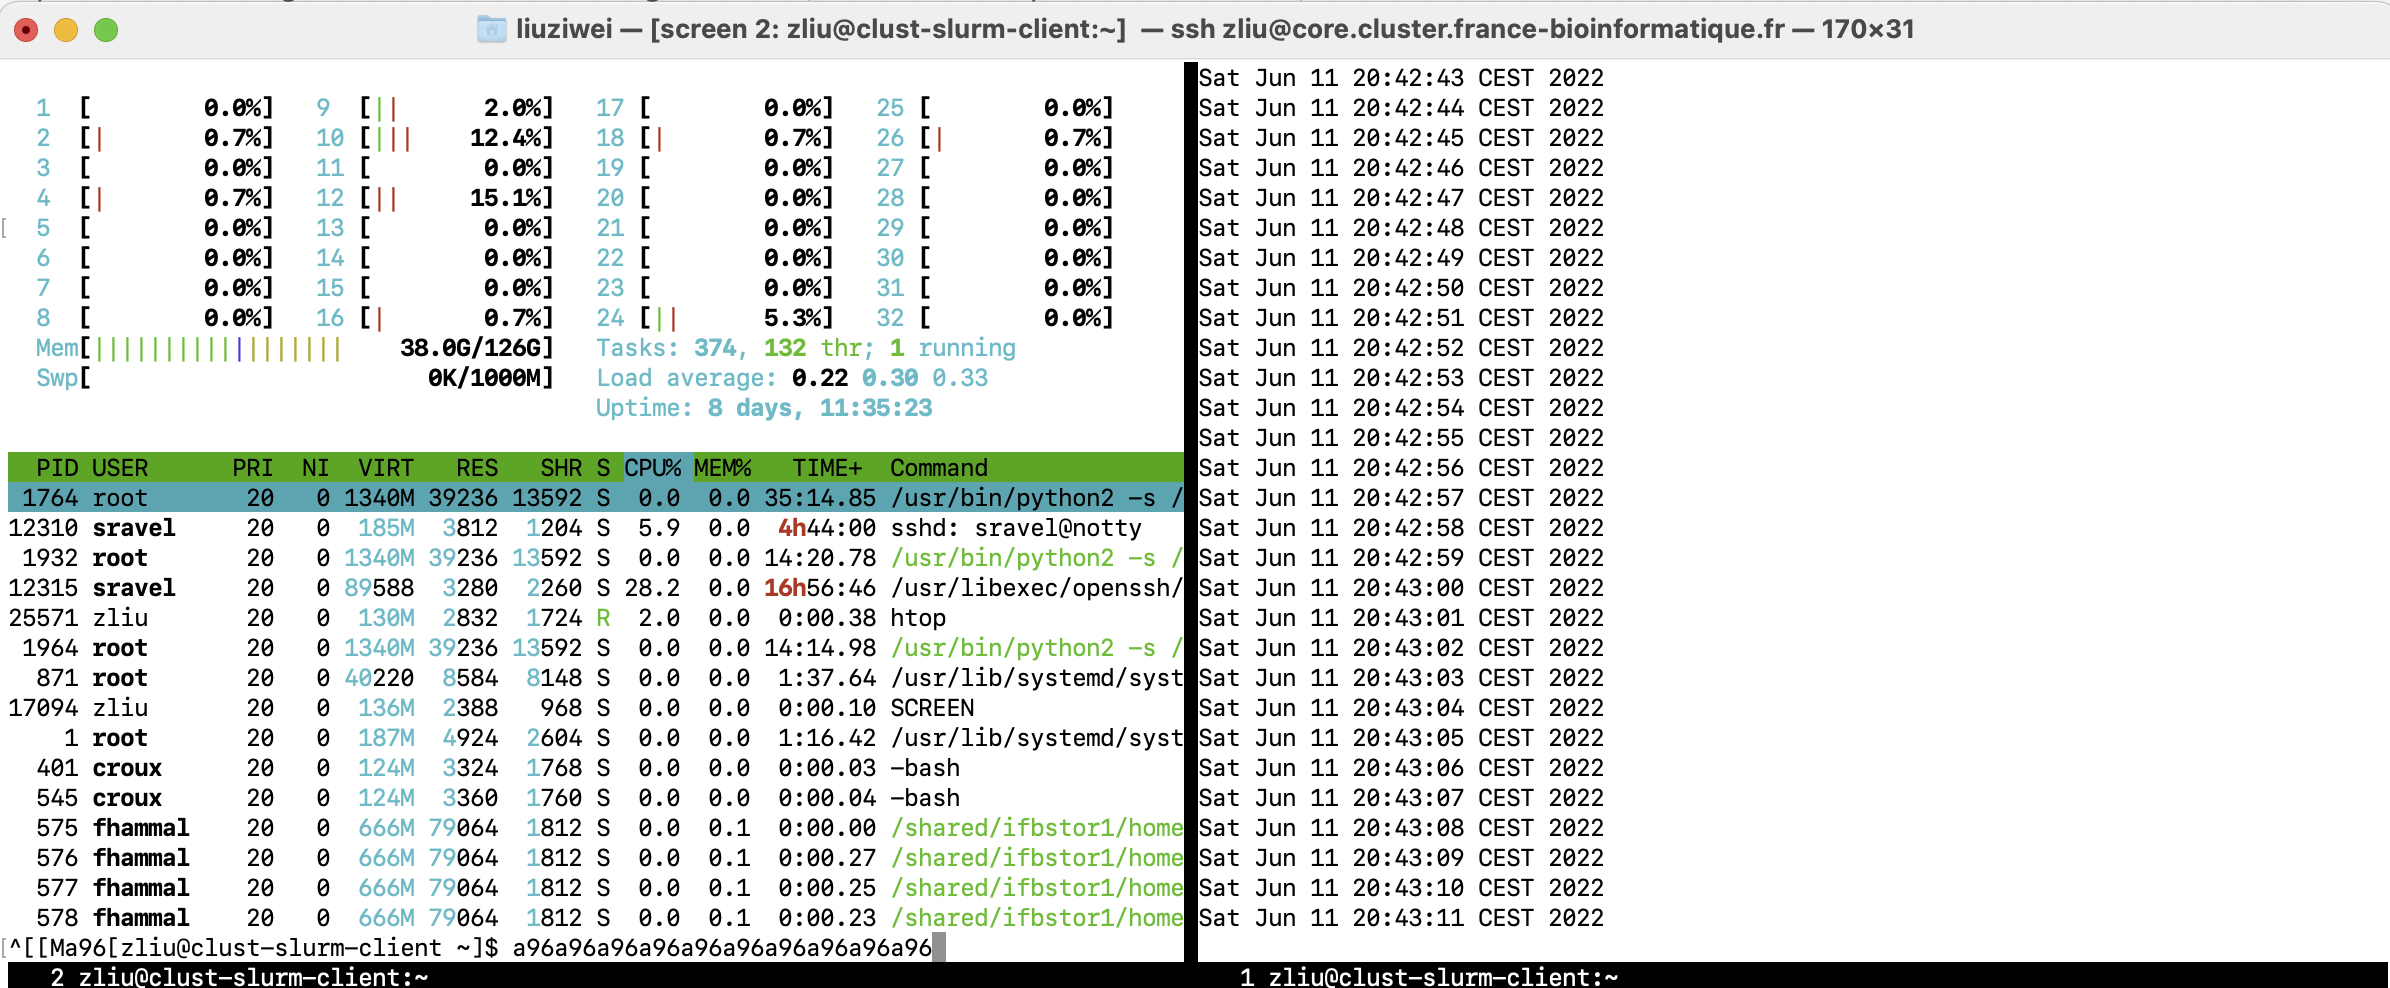 liuziwei — [screen 2: zliu@clust-slurm-client:~] — ssh zliu@core.cluster.france-bioinformatique.fr — 170×31
1 [ 0.0%] 9 [|| 2.0%] 17 [ 0.0%] 25 [ 0.0%]
2 [| 0.7%] 10 [||| 12.4%] 18 [| 0.7%] 26 [| 0.7%]
3 [ 0.0%] 11 [ 0.0%] 19 [ 0.0%] 27 [ 0.0%]
4 [| 0.7%] 12 [|| 15.1%] 20 [ 0.0%] 28 [ 0.0%]
5 [ 0.0%] 13 [ 0.0%] 21 [ 0.0%] 29 [ 0.0%]
6 [ 0.0%] 14 [ 0.0%] 22 [ 0.0%] 30 [ 0.0%]
7 [ 0.0%] 15 [ 0.0%] 23 [ 0.0%] 31 [ 0.0%]
8 [ 0.0%] 16 [| 0.7%] 24 [|| 5.3%] 32 [ 0.0%]
Mem[|||||||||||||||||| 38.0G/126G] Tasks: 374, 132 thr; 1 running
Swp[ 0K/1000M] Load average: 0.22 0.30 0.33
Uptime: 8 days, 11:35:23
PID USER PRI NI VIRT RES SHR S CPU% MEM% TIME+ Command
1764 root 20 0 1340M 39236 13592 S 0.0 0.0 35:14.85 /usr/bin/python2 -s /
12310 sravel 20 0 185M 3812 1204 S 5.9 0.0 4h44:00 sshd: sravel@notty
1932 root 20 0 1340M 39236 13592 S 0.0 0.0 14:20.78 /usr/bin/python2 -s /
12315 sravel 20 0 89588 3280 2260 S 28.2 0.0 16h56:46 /usr/libexec/openssh/
25571 zliu 20 0 130M 2832 1724 R 2.0 0.0 0:00.38 htop
1964 root 20 0 1340M 39236 13592 S 0.0 0.0 14:14.98 /usr/bin/python2 -s /
871 root 20 0 40220 8584 8148 S 0.0 0.0 1:37.64 /usr/lib/systemd/syst
17094 zliu 20 0 136M 2388 968 S 0.0 0.0 0:00.10 SCREEN
1 root 20 0 187M 4924 2604 S 0.0 0.0 1:16.42 /usr/lib/systemd/syst
401 croux 20 0 124M 3324 1768 S 0.0 0.0 0:00.03 -bash
545 croux 20 0 124M 3360 1760 S 0.0 0.0 0:00.04 -bash
575 fhammal 20 0 666M 79064 1812 S 0.0 0.1 0:00.00 /shared/ifbstor1/home
576 fhammal 20 0 666M 79064 1812 S 0.0 0.1 0:00.27 /shared/ifbstor1/home
577 fhammal 20 0 666M 79064 1812 S 0.0 0.1 0:00.25 /shared/ifbstor1/home
578 fhammal 20 0 666M 79064 1812 S 0.0 0.1 0:00.23 /shared/ifbstor1/home
^[[Ma96[zliu@clust-slurm-client ~]$ a96a96a96a96a96a96a96a96a96a96
2 zliu@clust-slurm-client:~
Sat Jun 11 20:42:43 CEST 2022
Sat Jun 11 20:42:44 CEST 2022
Sat Jun 11 20:42:45 CEST 2022
Sat Jun 11 20:42:46 CEST 2022
Sat Jun 11 20:42:47 CEST 2022
Sat Jun 11 20:42:48 CEST 2022
Sat Jun 11 20:42:49 CEST 2022
Sat Jun 11 20:42:50 CEST 2022
Sat Jun 11 20:42:51 CEST 2022
Sat Jun 11 20:42:52 CEST 2022
Sat Jun 11 20:42:53 CEST 2022
Sat Jun 11 20:42:54 CEST 2022
Sat Jun 11 20:42:55 CEST 2022
Sat Jun 11 20:42:56 CEST 2022
Sat Jun 11 20:42:57 CEST 2022
Sat Jun 11 20:42:58 CEST 2022
Sat Jun 11 20:42:59 CEST 2022
Sat Jun 11 20:43:00 CEST 2022
Sat Jun 11 20:43:01 CEST 2022
Sat Jun 11 20:43:02 CEST 2022
Sat Jun 11 20:43:03 CEST 2022
Sat Jun 11 20:43:04 CEST 2022
Sat Jun 11 20:43:05 CEST 2022
Sat Jun 11 20:43:06 CEST 2022
Sat Jun 11 20:43:07 CEST 2022
Sat Jun 11 20:43:08 CEST 2022
Sat Jun 11 20:43:09 CEST 2022
Sat Jun 11 20:43:10 CEST 2022
Sat Jun 11 20:43:11 CEST 2022
1 zliu@clust-slurm-client:~